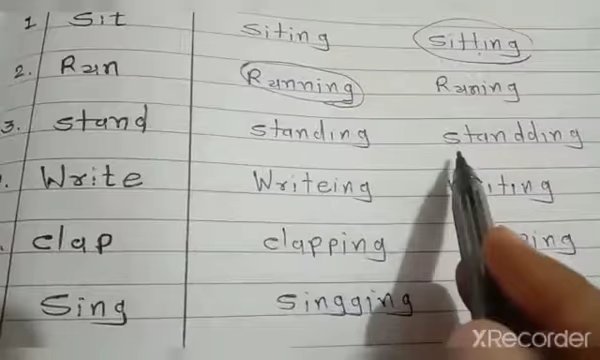 1 Sit Siting Sitting
2. Run Running Runing
3. Stand Standing Standding
Write Writeing
Clap Clapping
Sing Singging
XRecorder